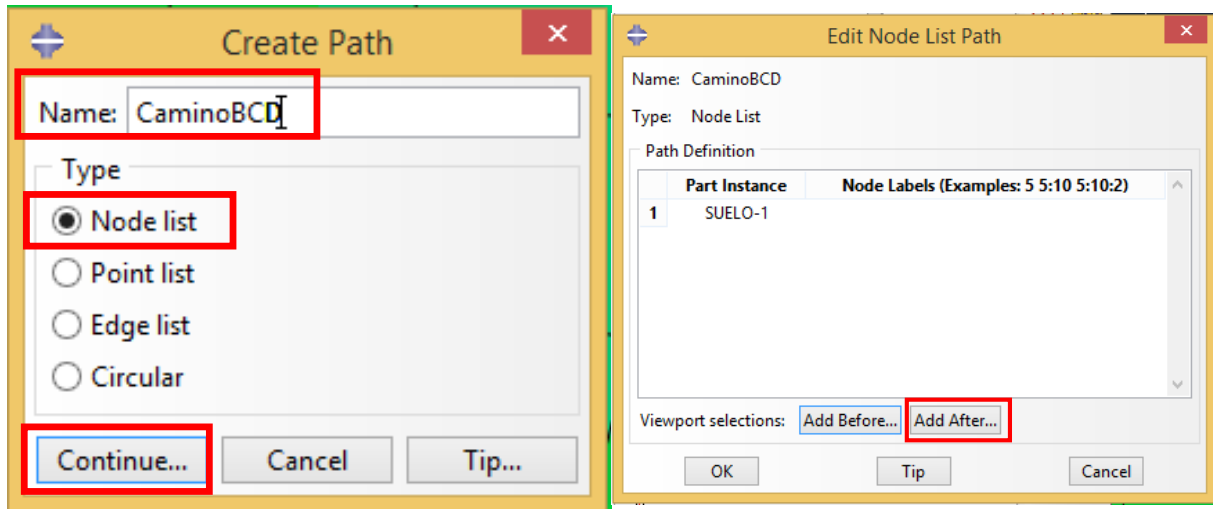 Create Path
Name: CaminoBCD
Type
Node list
Point list
Edge list
Circular
Continue... Cancel Tip...
Edit Node List Path
Name: CaminoBCD
Type: Node List
Path Definition
Part Instance Node Labels (Examples: 5 5:10 5:10:2)
1 SUELO-1
Viewport selections: Add Before... Add After...
OK Tip Cancel